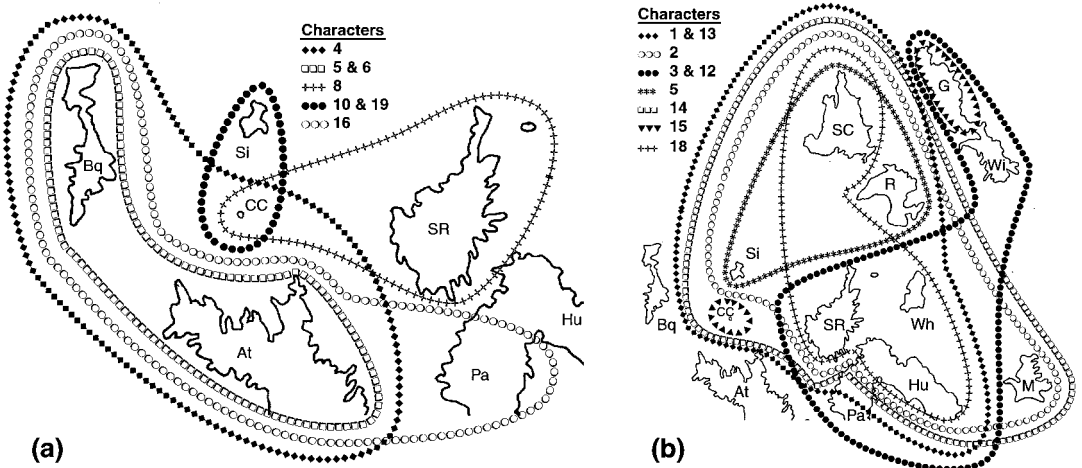 Characters
4
5 & 6
8
10 & 19
16
Si
Bq
CC
SR
At
Pa
Hu
(a)
Characters
1 & 13
2
3 & 12
5
14
15
18
G
SC
Wi
R
Si
Bq
CC
SR
Wh
At
Hu
M
Pa
(b)